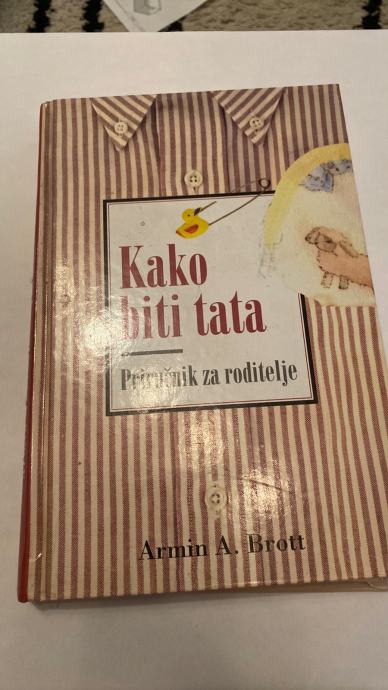 Kako
biti tata
Priručnik za roditelje
Armin A. Brott